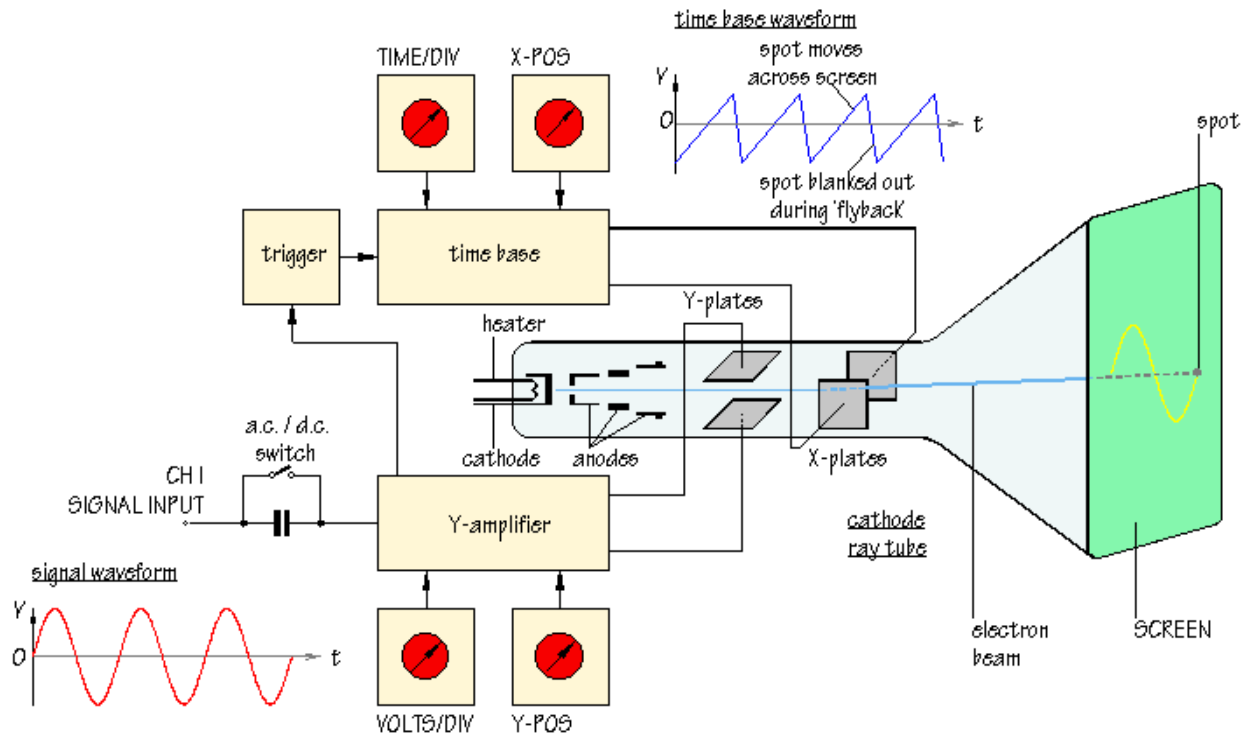 time base waveform
TIME/DIV
X-POS
spot moves
across screen
V
O
t
spot
spot blanked out
during 'flyback'
trigger
time base
Y-plates
heater
cathode
anodes
X-plates
a.c. / d.c.
switch
CH I
SIGNAL INPUT
Y-amplifier
cathode
ray tube
signal waveform
V
O
t
electron
beam
SCREEN
VOLTS/DIV
Y-POS